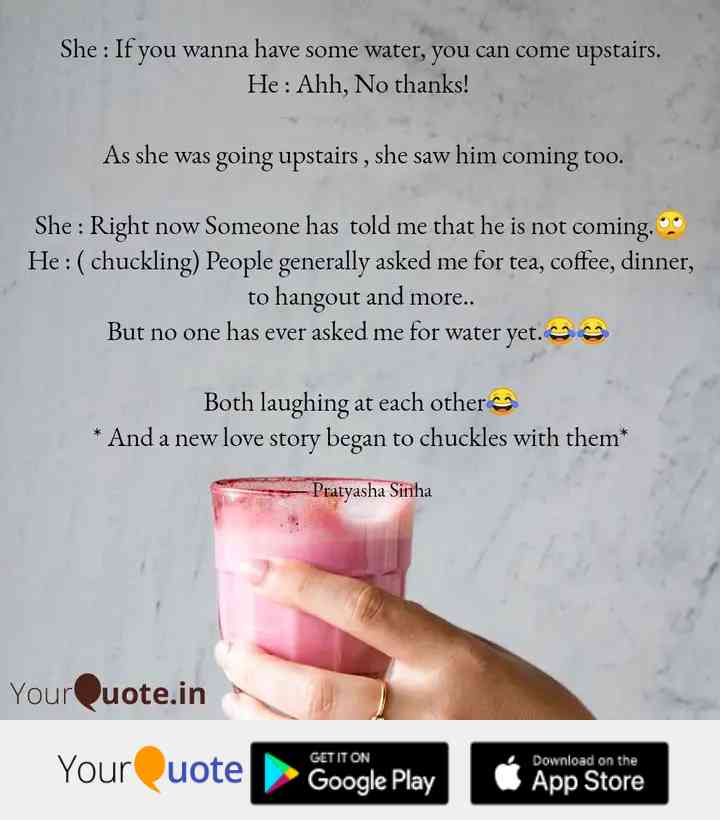 She : If you wanna have some water, you can come upstairs.
He : Ahh, No thanks!
As she was going upstairs , she saw him coming too.
She : Right now Someone has told me that he is not coming.🙄
He : ( chuckling) People generally asked me for tea, coffee, dinner,
to hangout and more..
But no one has ever asked me for water yet.😂😂
Both laughing at each other😂
* And a new love story began to chuckles with them*
— Pratyasha Sinha
YourQuote.in
YourQuote
GET IT ON
Google Play
Download on the
App Store